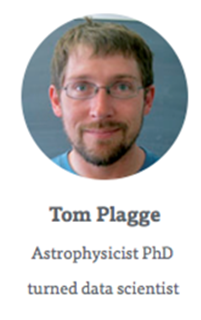 Tom Plagge
Astrophysicist PhD
turned data scientist